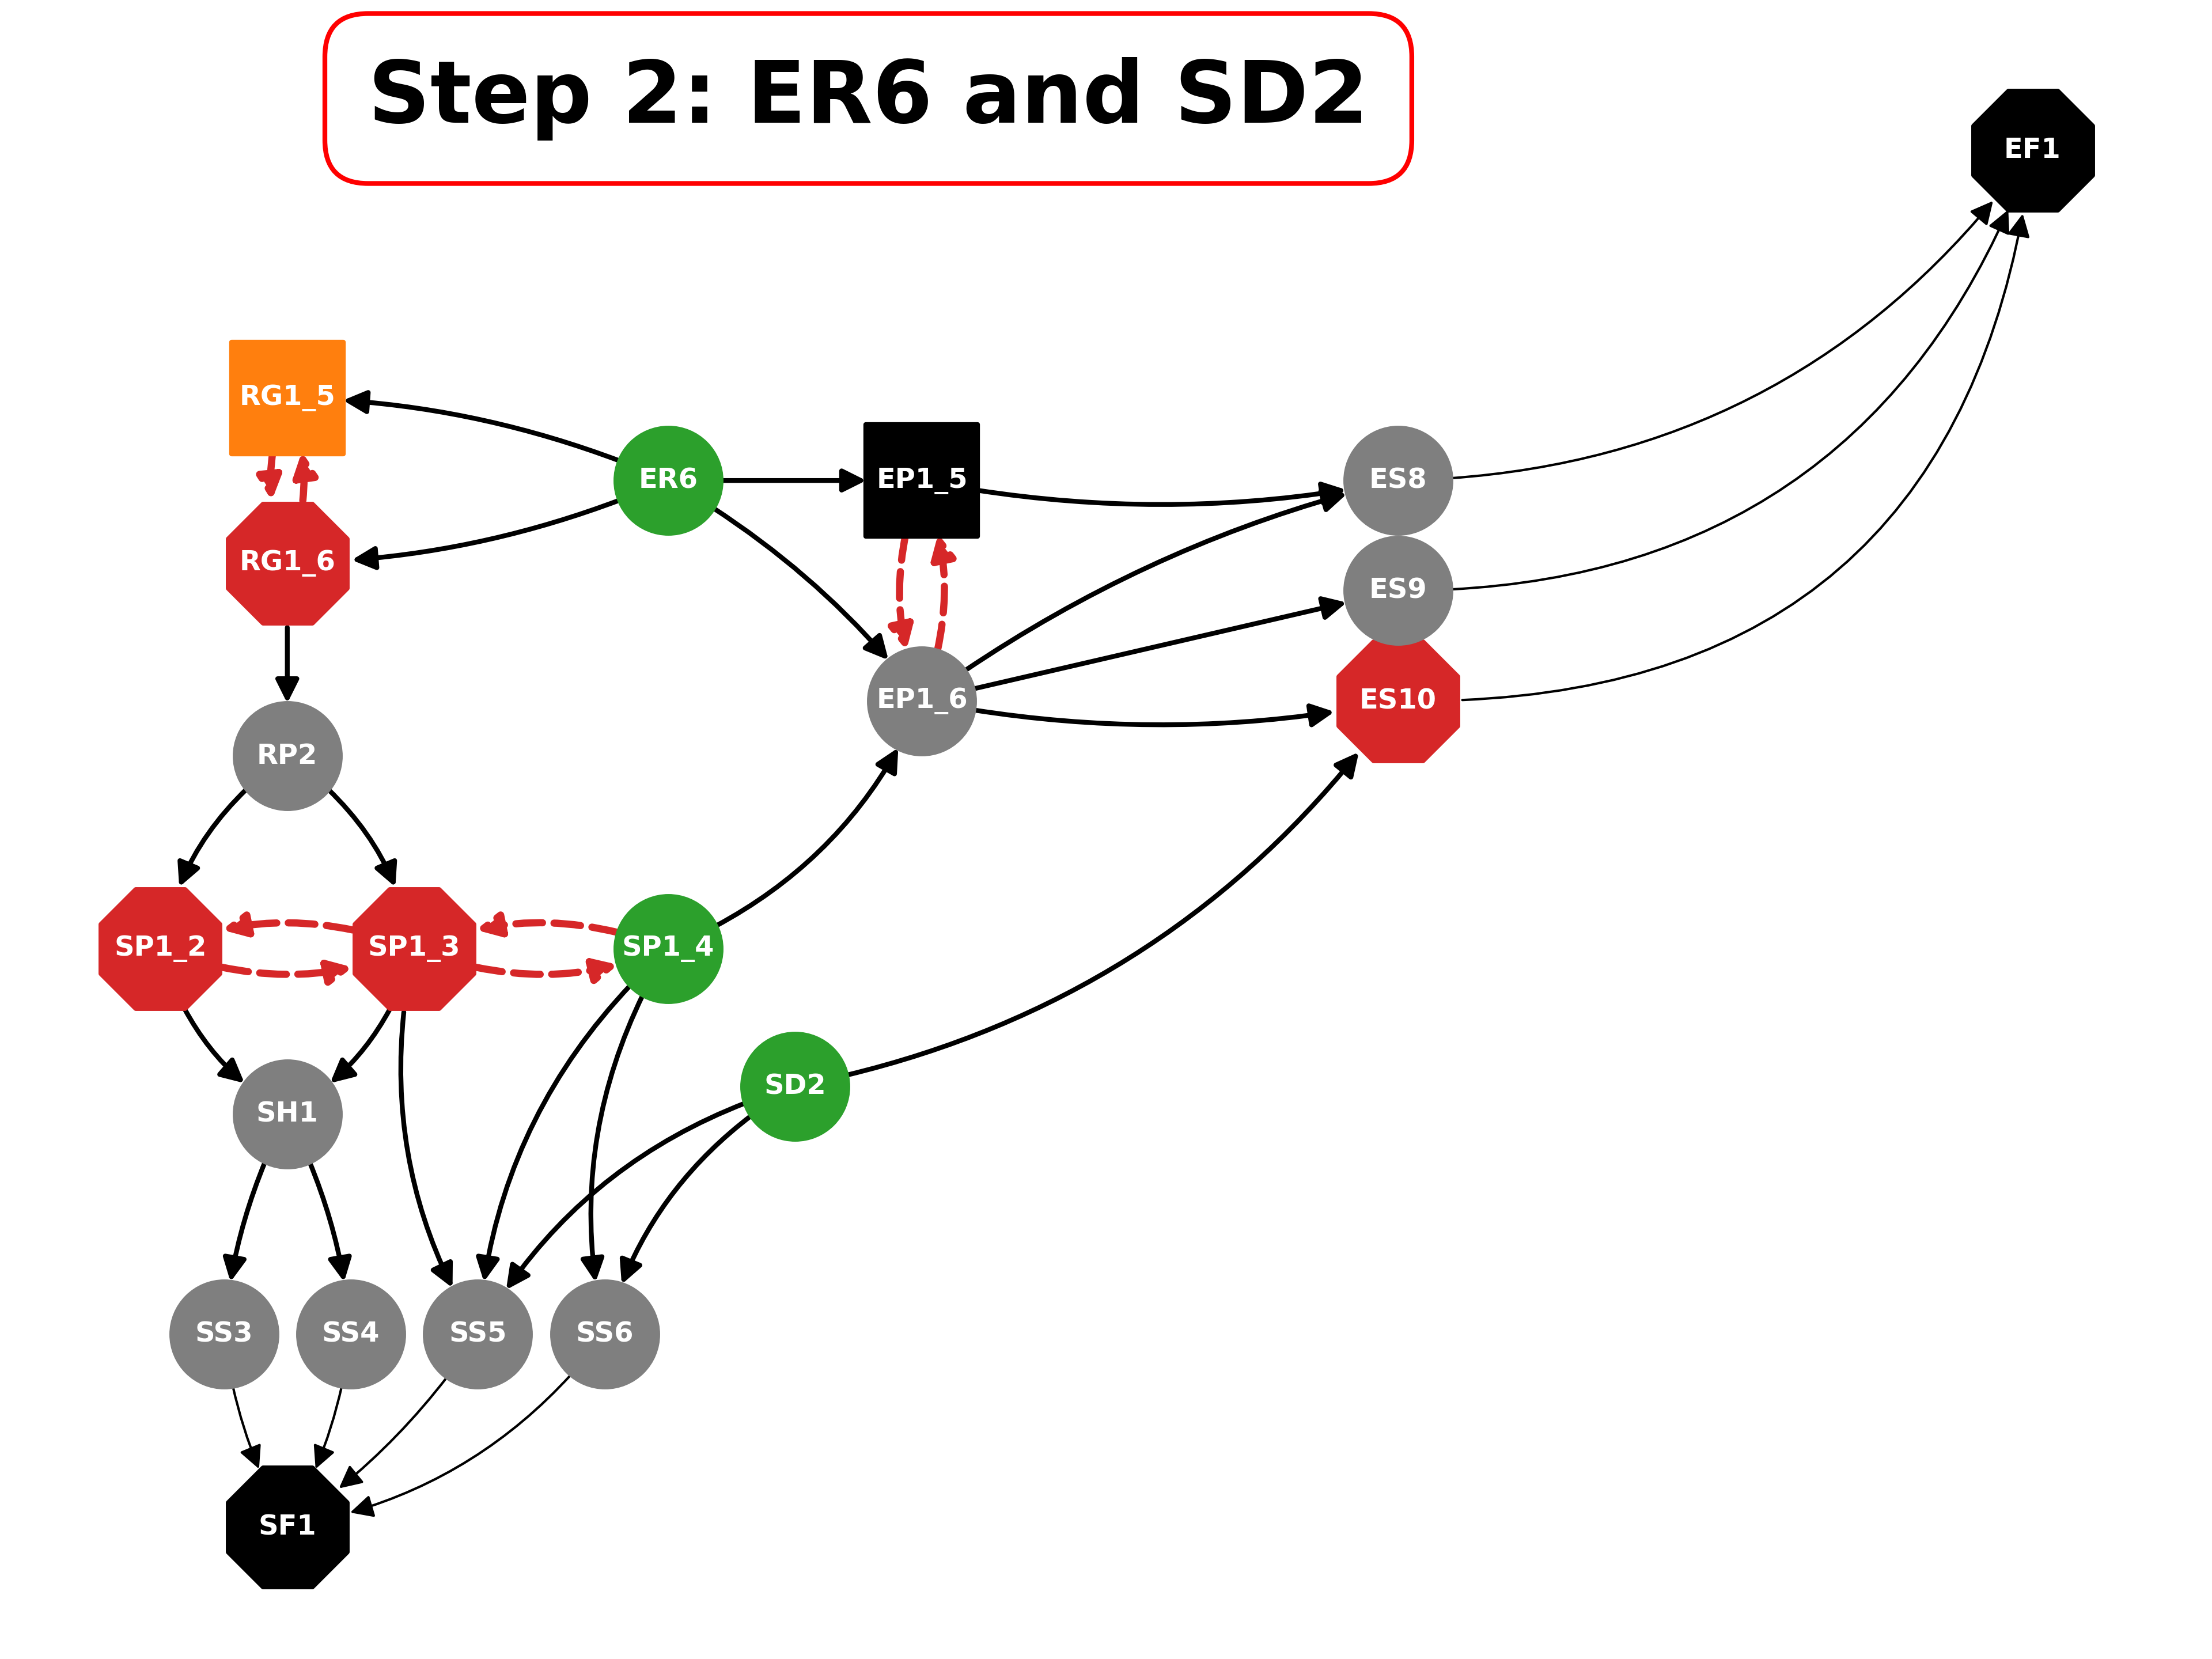 Step 2: ER6 and SD2
EF1
RG1_5
ER6
EP1_5
ES8
RG1_6
ES9
EP1_6
ES10
RP2
SP1_2
SP1_3
SP1_4
SD2
SH1
SS3
SS4
SS5
SS6
SF1